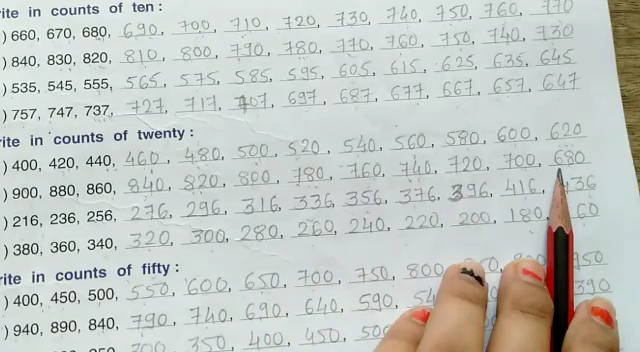 rite in counts of ten :
) 660, 670, 680, 690, 700, 710, 720, 730, 740, 750, 760, 770
) 840, 830, 820, 810, 800, 790, 780, 770, 760, 750, 740, 730
) 535, 545, 555, 565, 575, 585, 595, 605, 615, 625, 635, 645
) 757, 747, 737, 727, 717, 707, 697, 687, 677, 667, 657, 647
rite in counts of twenty :
) 400, 420, 440, 460, 480, 500, 520, 540, 560, 580, 600, 620
) 900, 880, 860, 840, 820, 800, 780, 760, 740, 720, 700, 680
) 216, 236, 256, 276, 296, 316, 336, 356, 376, 396, 416, 436
) 380, 360, 340, 320, 300, 280, 260, 240, 220, 200, 180, 60
rite in counts of fifty :
) 400, 450, 500, 550, 600, 650, 700, 750, 800, 950
) 940, 890, 840, 790, 740, 690, 640, 590, 54 390
350, 400, 450, 500